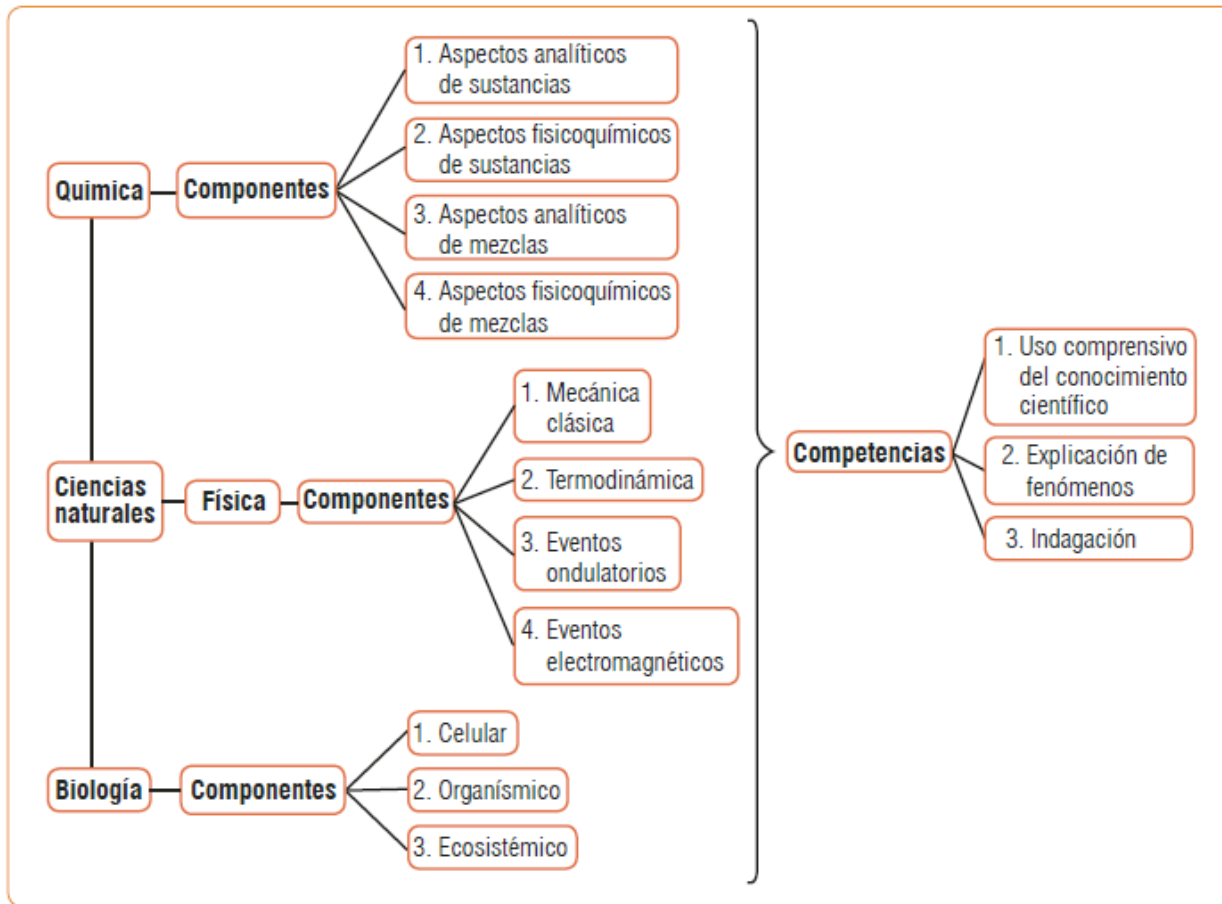 Quimica
Componentes
1. Aspectos analíticos
de sustancias
2. Aspectos fisicoquímicos
de sustancias
3. Aspectos analíticos
de mezclas
4. Aspectos fisicoquímicos
de mezclas
Ciencias
naturales
Física
Componentes
1. Mecánica
clásica
2. Termodinámica
3. Eventos
ondulatorios
4. Eventos
electromagnéticos
Biología
Componentes
1. Celular
2. Organísmico
3. Ecosistémico
Competencias
1. Uso comprensivo
del conocimiento
científico
2. Explicación de
fenómenos
3. Indagación